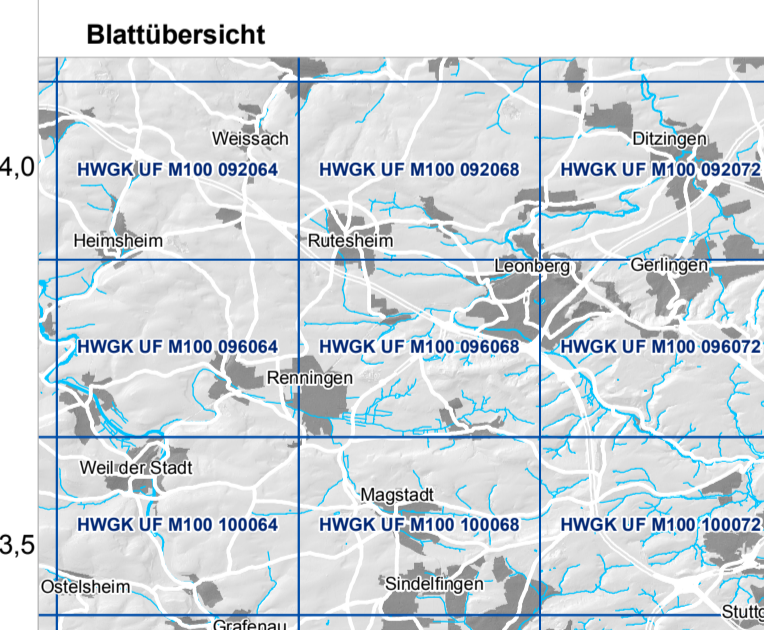 Blattübersicht
Weissach
Ditzingen
4,0
HWGK UF M100 092064
HWGK UF M100 092068
HWGK UF M100 092072
Heimsheim
Rutesheim
Leonberg
Gerlingen
HWGK UF M100 096064
HWGK UF M100 096068
HWGK UF M100 096072
Renningen
Weil der Stadt
Magstadt
HWGK UF M100 100064
HWGK UF M100 100068
HWGK UF M100 100072
3,5
Ostelsheim
Sindelfingen
Stuttg
Grafenau